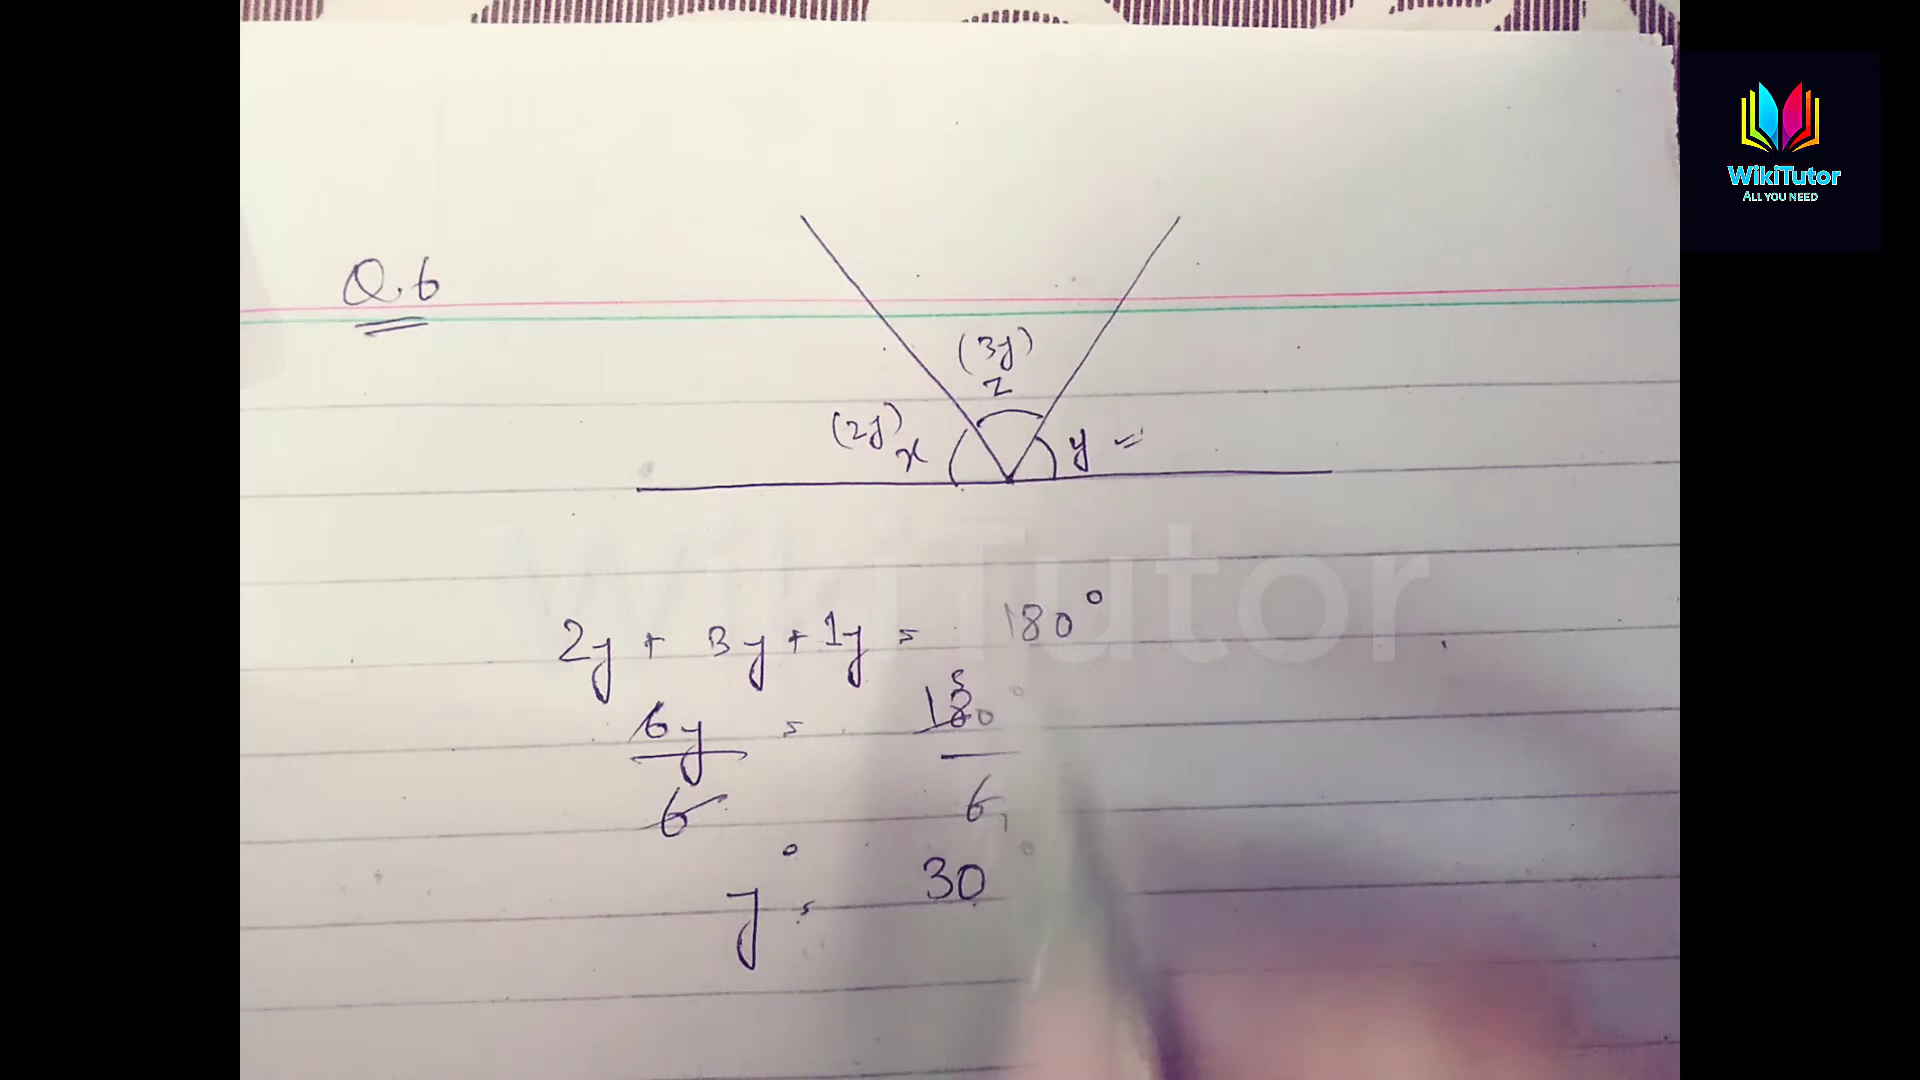 WikiTutor
ALL YOU NEED
Q.6
(3y)
z
(2y)
x
y =
WikiTutor
2y + 3y + 1y = 180°
6y = 180°
6 6
y° = 30°